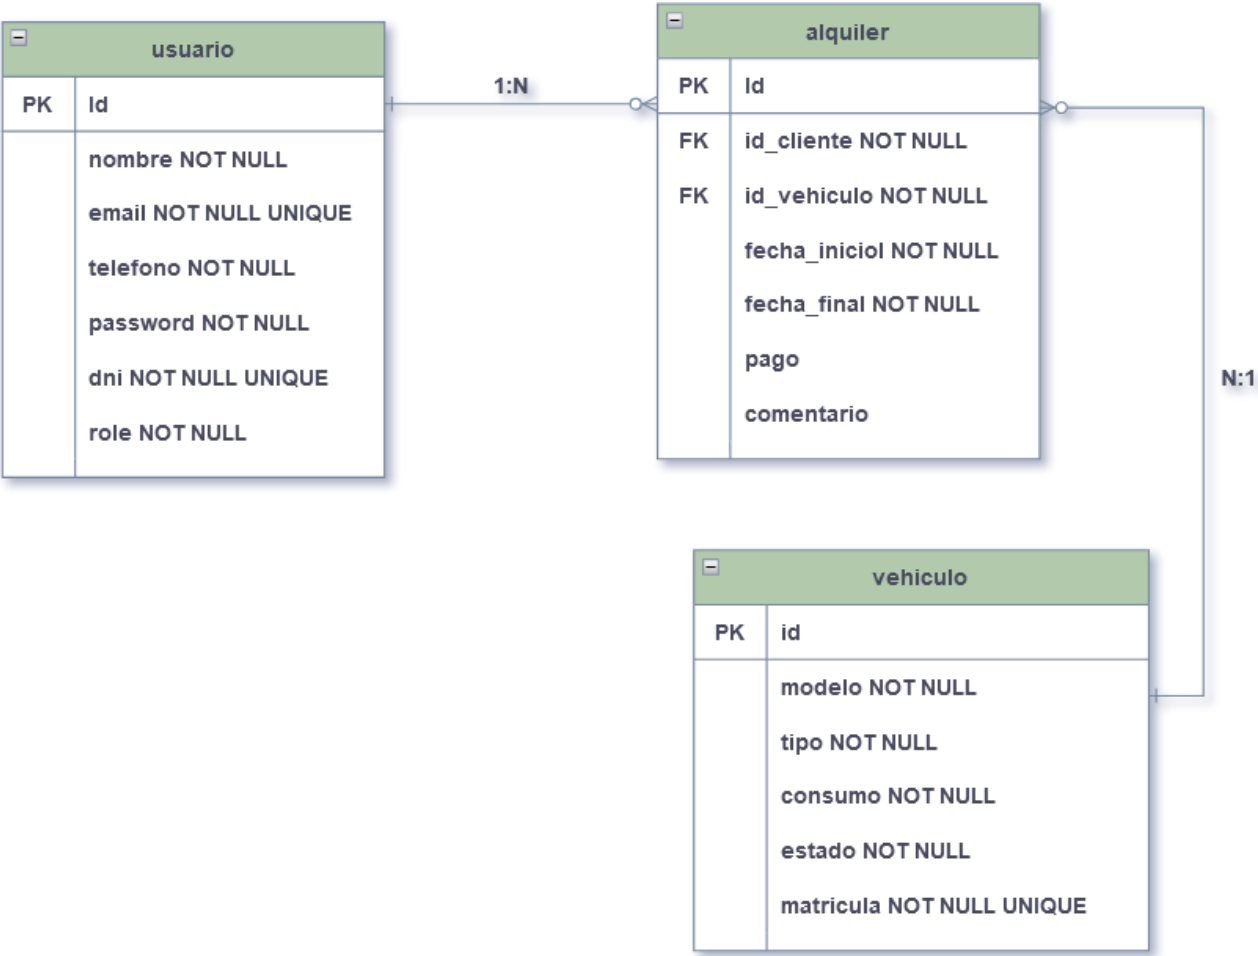 usuario
PK Id
nombre NOT NULL
email NOT NULL UNIQUE
telefono NOT NULL
password NOT NULL
dni NOT NULL UNIQUE
role NOT NULL
1:N
alquiler
PK Id
FK id_cliente NOT NULL
FK id_vehiculo NOT NULL
fecha_iniciol NOT NULL
fecha_final NOT NULL
pago
comentario
N:1
vehiculo
PK id
modelo NOT NULL
tipo NOT NULL
consumo NOT NULL
estado NOT NULL
matricula NOT NULL UNIQUE